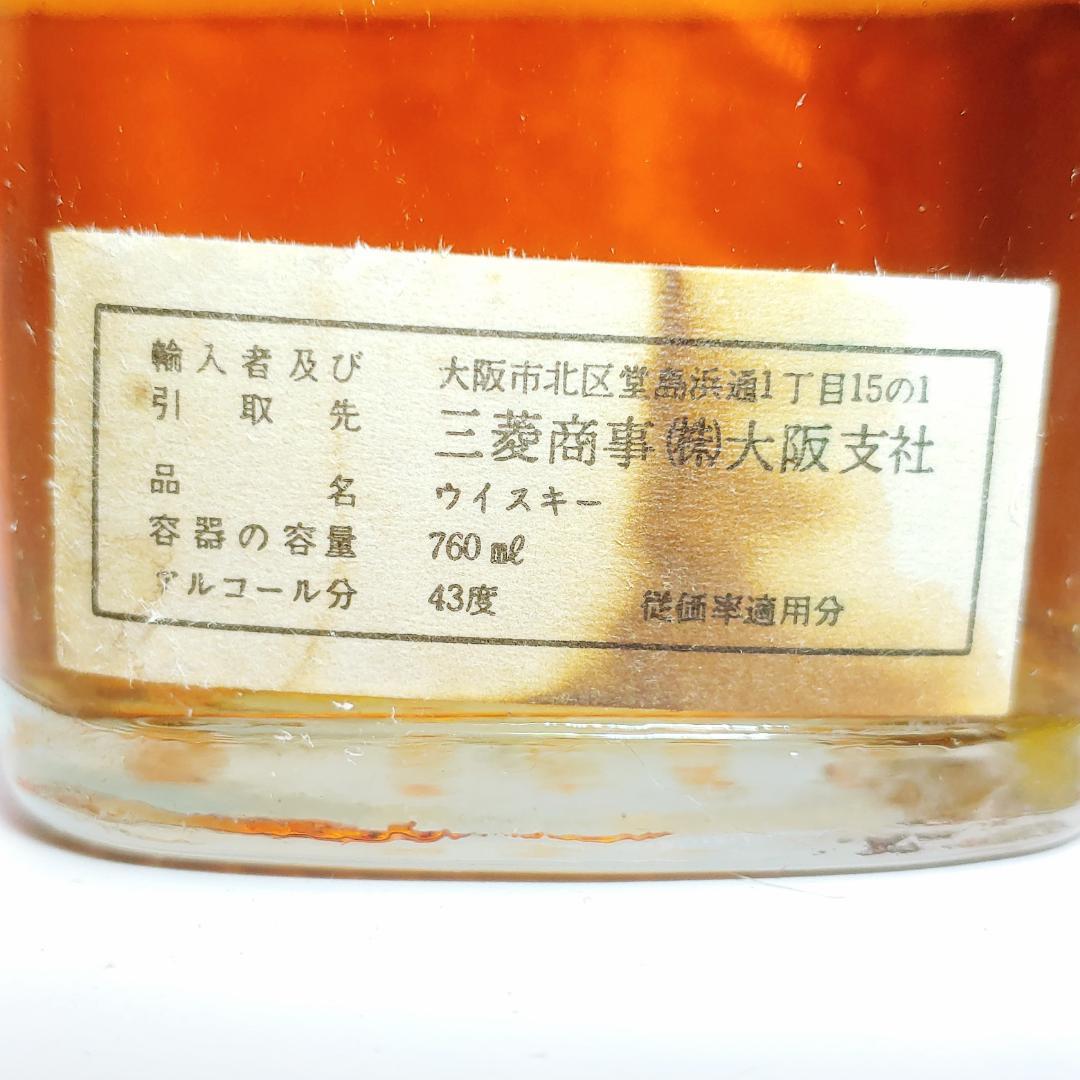 輸入者及び 大阪市北区堂島浜通1丁目15の1
引取先 三菱商事㈱大阪支社
品名 ウイスキー
容器の容量 760㎖
アルコール分 43度 従価率適用分